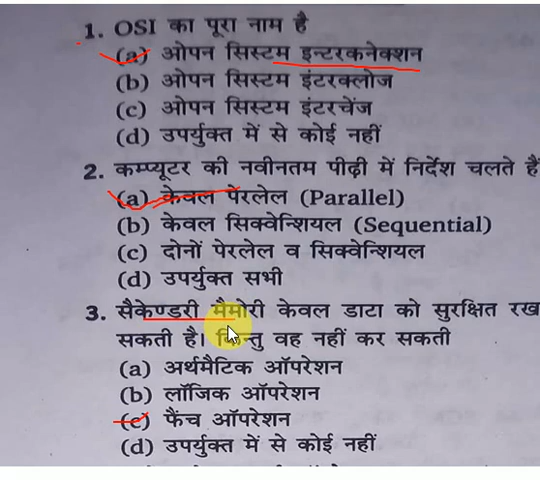 1. OSI का पूरा नाम है
(a) ओपन सिस्टम इन्टरकनेक्शन
(b) ओपन सिस्टम इंटरक्लोज
(c) ओपन सिस्टम इंटरचेंज
(d) उपर्युक्त में से कोई नहीं
2. कम्प्यूटर की नवीनतम पीढ़ी में निर्देश चलते हैं
(a) केवल पेरलेल (Parallel)
(b) केवल सिक्वेन्शियल (Sequential)
(c) दोनों पेरलेल व सिक्वेन्शियल
(d) उपर्युक्त सभी
3. सैकेण्डरी मैमोरी केवल डाटा को सुरक्षित रख
सकती है। किन्तु वह नहीं कर सकती
(a) अर्थमैटिक ऑपरेशन
(b) लॉजिक ऑपरेशन
(c) फैंच ऑपरेशन
(d) उपर्युक्त में से कोई नहीं